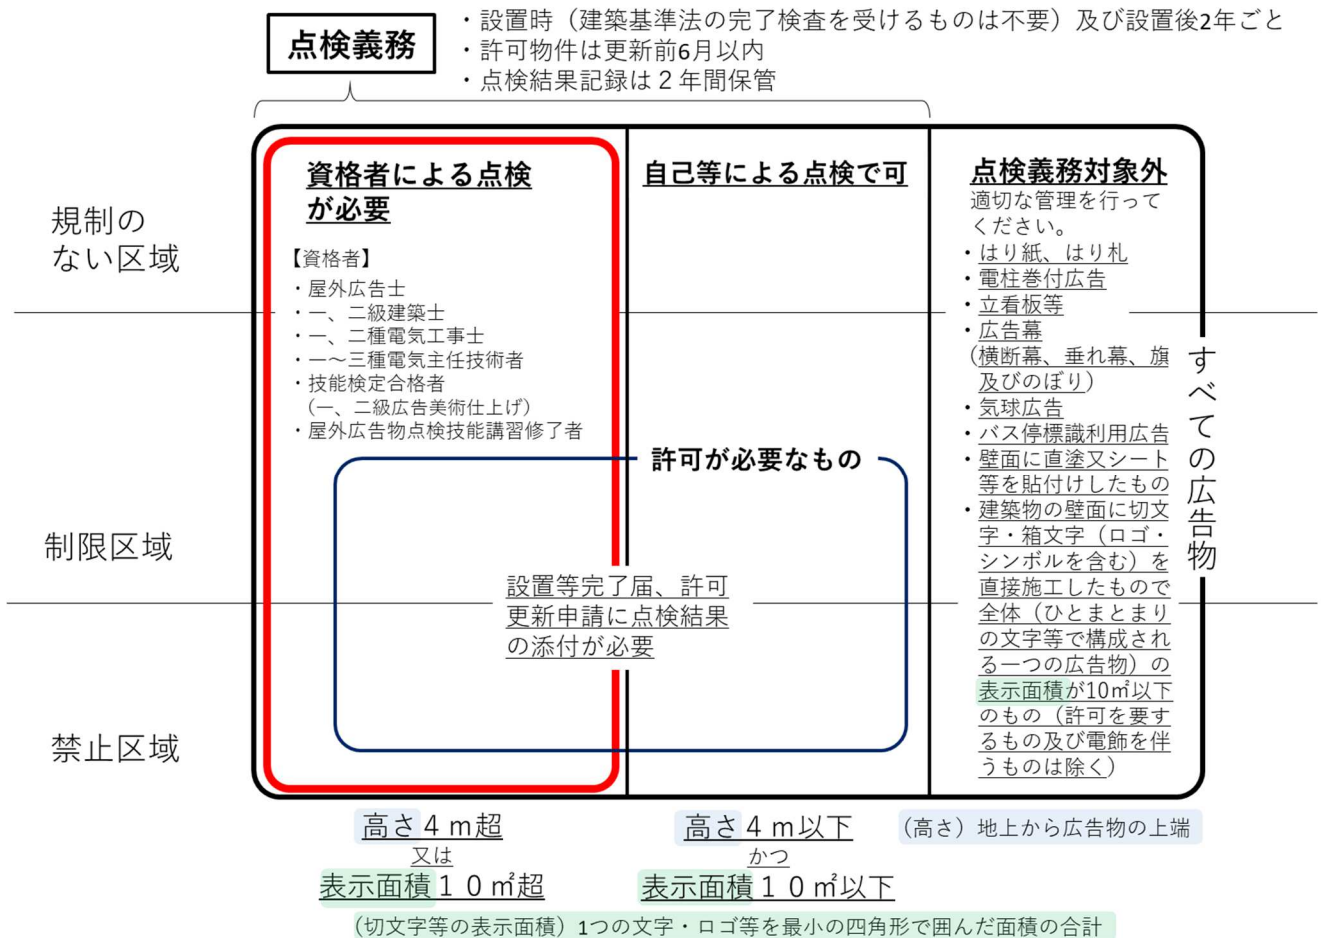 点検義務
・設置時（建築基準法の完了検査を受けるものは不要）及び設置後2年ごと
・許可物件は更新前6月以内
・点検結果記録は２年間保管
規制の
ない区域
制限区域
禁止区域
資格者による点検
が必要
【資格者】
・屋外広告士
・一、二級建築士
・一、二種電気工事士
・一～三種電気主任技術者
・技能検定合格者
（一、二級広告美術仕上げ）
・屋外広告物点検技能講習修了者
自己等による点検で可
許可が必要なもの
設置等完了届、許可
更新申請に点検結果
の添付が必要
点検義務対象外
適切な管理を行って
ください。
・はり紙、はり札
・電柱巻付広告
・立看板等
・広告幕
（横断幕、垂れ幕、旗
及びのぼり）
・気球広告
・バス停標識利用広告
・壁面に直塗又シート
等を貼付けしたもの
・建築物の壁面に切文
字・箱文字（ロゴ・
シンボルを含む）を
直接施工したもので
全体（ひとまとまり
の文字等で構成され
る一つの広告物）の
表示面積が10㎡以下
のもの（許可を要す
るもの及び電飾を伴
うものは除く）
すべての広告物
高さ４ｍ超
又は
表示面積１０㎡超
高さ４ｍ以下
かつ
表示面積１０㎡以下
（高さ）地上から広告物の上端
（切文字等の表示面積）1つの文字・ロゴ等を最小の四角形で囲んだ面積の合計